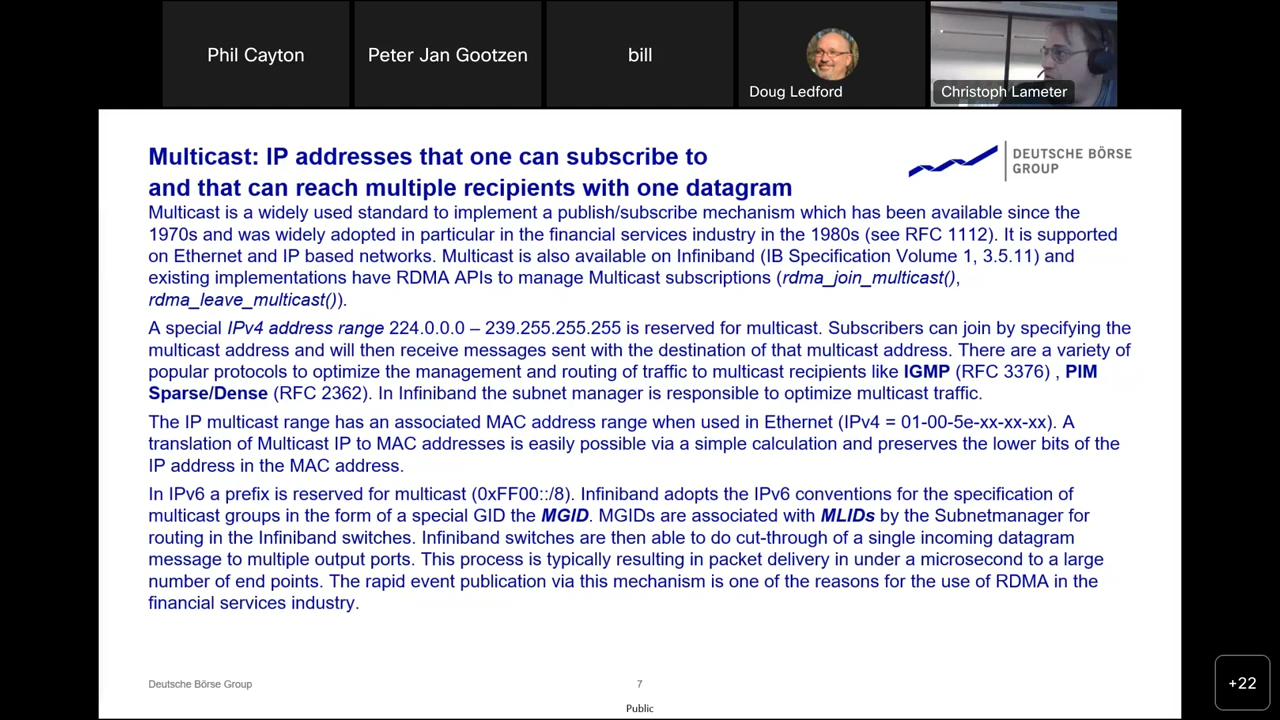 Phil Cayton
Peter Jan Gootzen
bill
Doug Ledford
Christoph Lameter
Multicast: IP addresses that one can subscribe to
and that can reach multiple recipients with one datagram
DEUTSCHE BÖRSE
GROUP
Multicast is a widely used standard to implement a publish/subscribe mechanism which has been available since the
1970s and was widely adopted in particular in the financial services industry in the 1980s (see RFC 1112). It is supported
on Ethernet and IP based networks. Multicast is also available on Infiniband (IB Specification Volume 1, 3.5.11) and
existing implementations have RDMA APIs to manage Multicast subscriptions (rdma_join_multicast(),
rdma_leave_multicast()).
A special IPv4 address range 224.0.0.0 – 239.255.255.255 is reserved for multicast. Subscribers can join by specifying the
multicast address and will then receive messages sent with the destination of that multicast address. There are a variety of
popular protocols to optimize the management and routing of traffic to multicast recipients like IGMP (RFC 3376) , PIM
Sparse/Dense (RFC 2362). In Infiniband the subnet manager is responsible to optimize multicast traffic.
The IP multicast range has an associated MAC address range when used in Ethernet (IPv4 = 01-00-5e-xx-xx-xx). A
translation of Multicast IP to MAC addresses is easily possible via a simple calculation and preserves the lower bits of the
IP address in the MAC address.
In IPv6 a prefix is reserved for multicast (0xFF00::/8). Infiniband adopts the IPv6 conventions for the specification of
multicast groups in the form of a special GID the MGID. MGIDs are associated with MLIDs by the Subnetmanager for
routing in the Infiniband switches. Infiniband switches are then able to do cut-through of a single incoming datagram
message to multiple output ports. This process is typically resulting in packet delivery in under a microsecond to a large
number of end points. The rapid event publication via this mechanism is one of the reasons for the use of RDMA in the
financial services industry.
Deutsche Börse Group
7
Public
+22